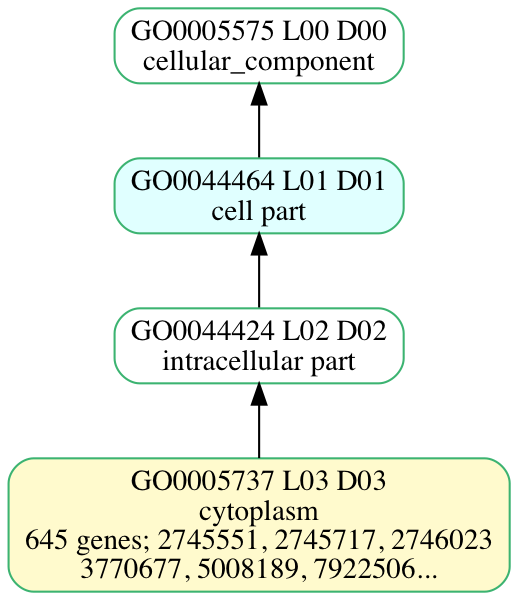 GO0005575 L00 D00
cellular_component
GO0044464 L01 D01
cell part
GO0044424 L02 D02
intracellular part
GO0005737 L03 D03
cytoplasm
645 genes; 2745551, 2745717, 2746023
3770677, 5008189, 7922506...